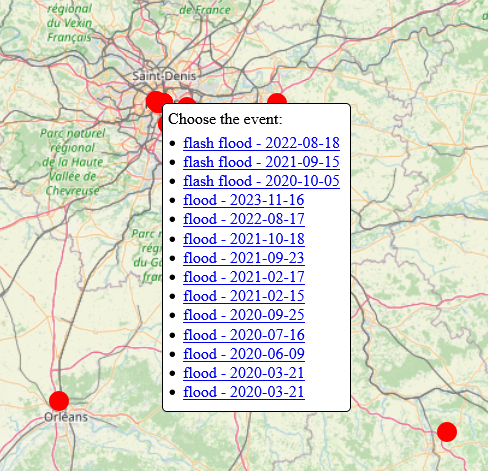 régional
du Vexin
Français
de France
Saint-Denis
Parc naturel
régional
de la Haute
Vallée de
Chevreuse
Choose the event:
flash flood - 2022-08-18
flash flood - 2021-09-15
flash flood - 2020-10-05
flood - 2023-11-16
flood - 2022-08-17
flood - 2021-10-18
flood - 2021-09-23
flood - 2021-02-17
flood - 2021-02-15
flood - 2020-09-25
flood - 2020-07-16
flood - 2020-06-09
flood - 2020-03-21
flood - 2020-03-21
Parc n
rég
du G
fran
Orléans